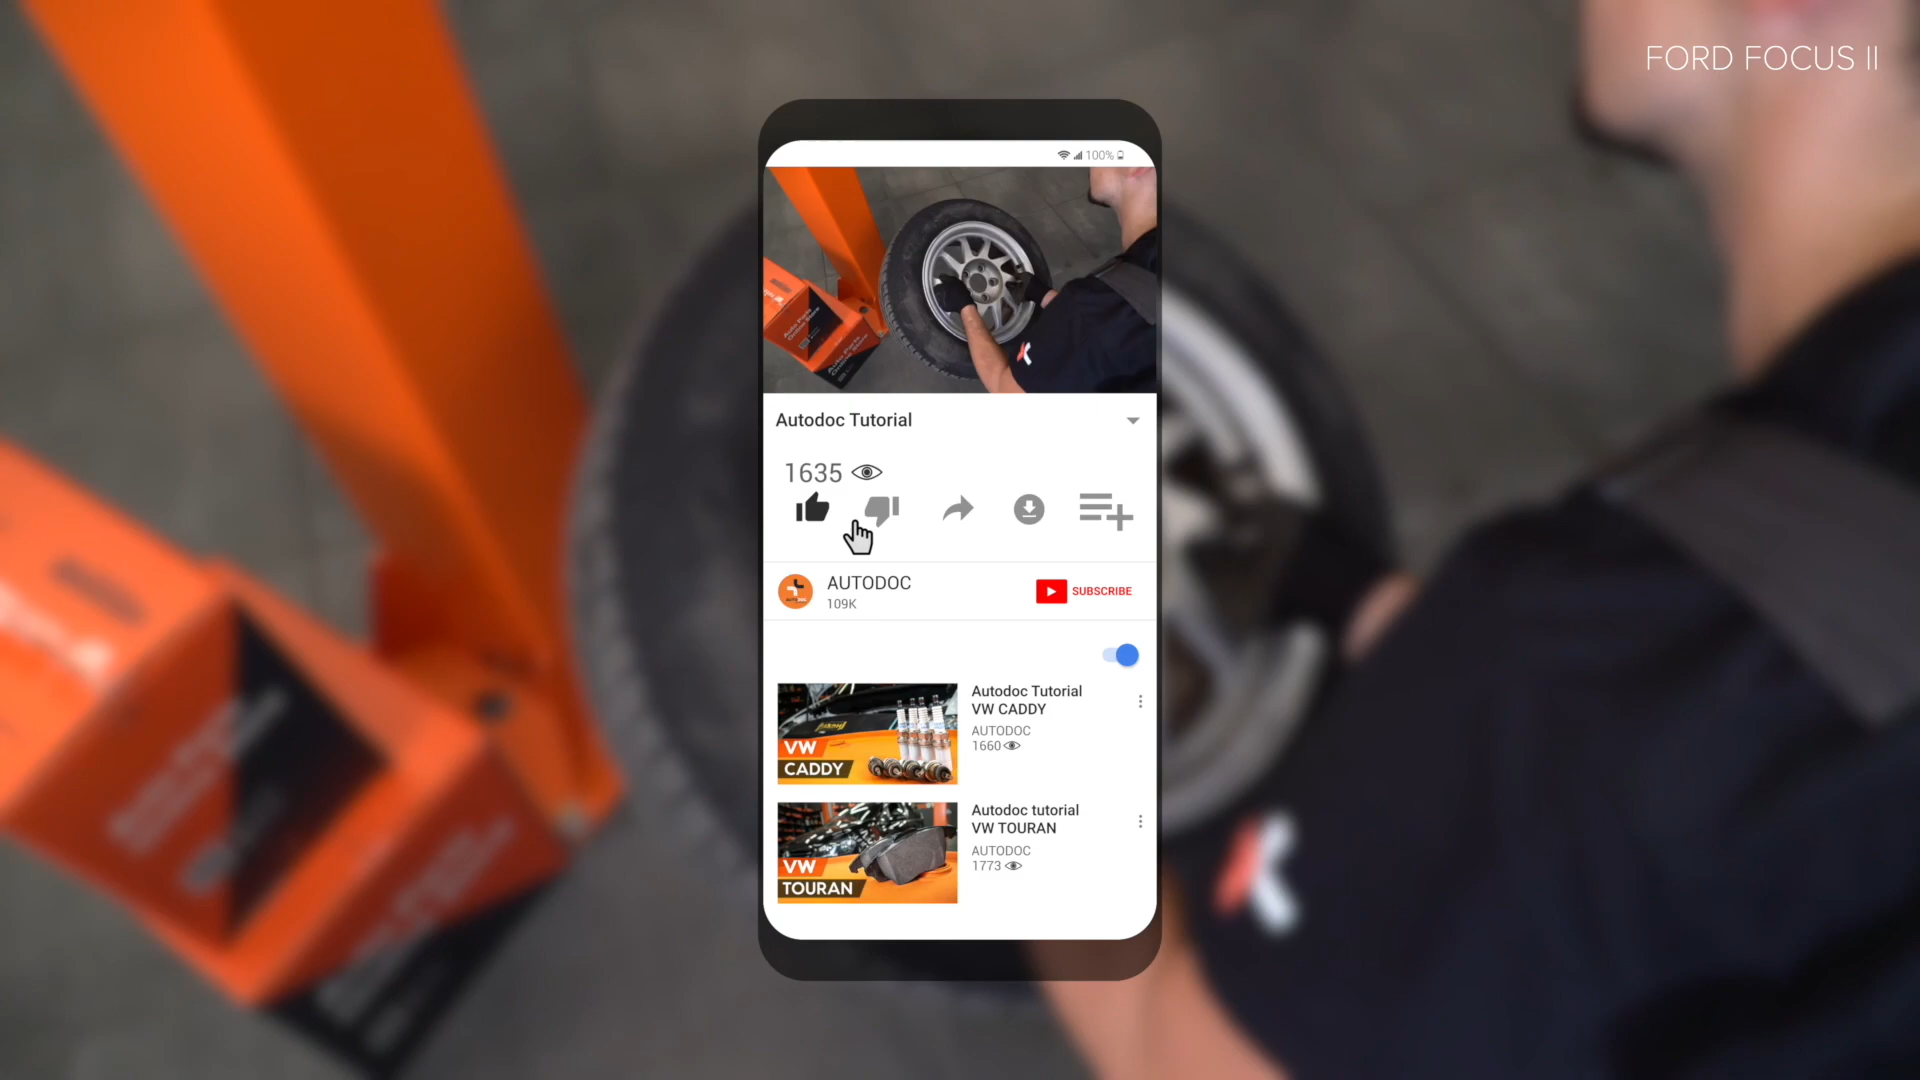 FORD FOCUS II
100%
Autodoc Tutorial
1635
AUTODOC
109K
SUBSCRIBE
Autodoc Tutorial
VW CADDY
AUTODOC
1660
VW
CADDY
Autodoc tutorial
VW TOURAN
AUTODOC
1773
VW
TOURAN